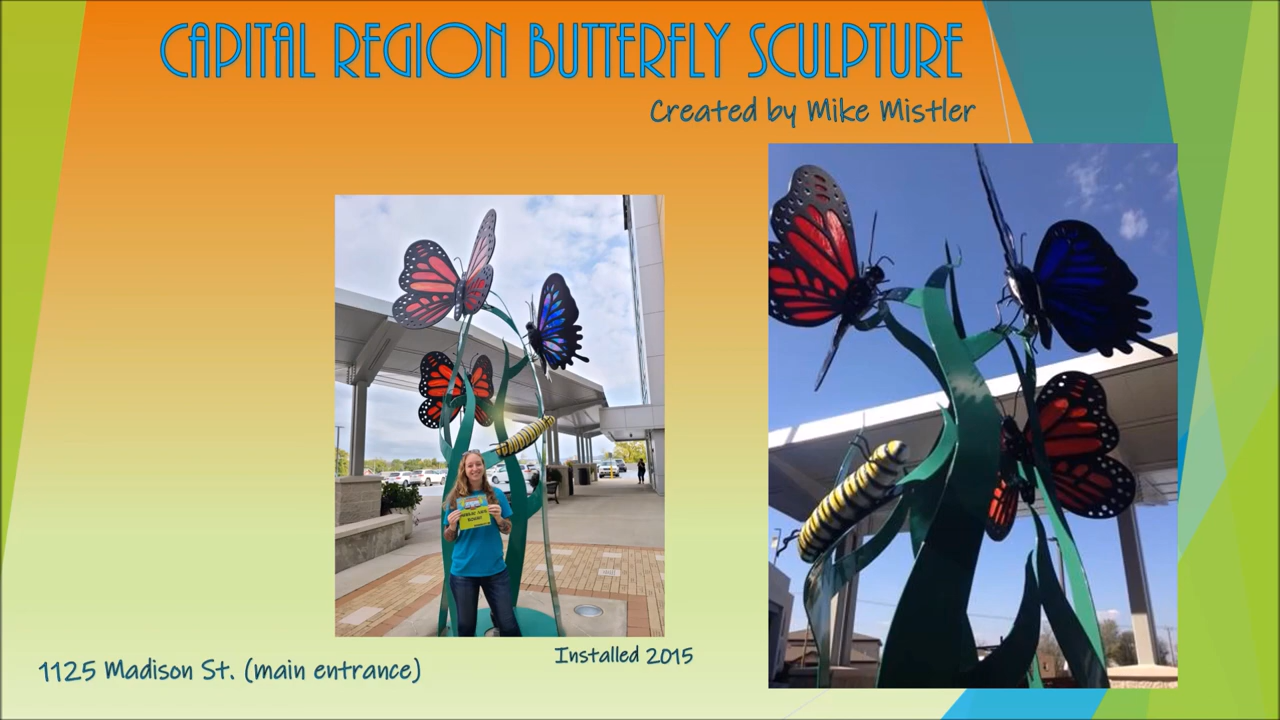 CAPITAL REGION BUTTERFLY SCULPTURE
Created by Mike Mistler
Installed 2015
1125 Madison St. (main entrance)